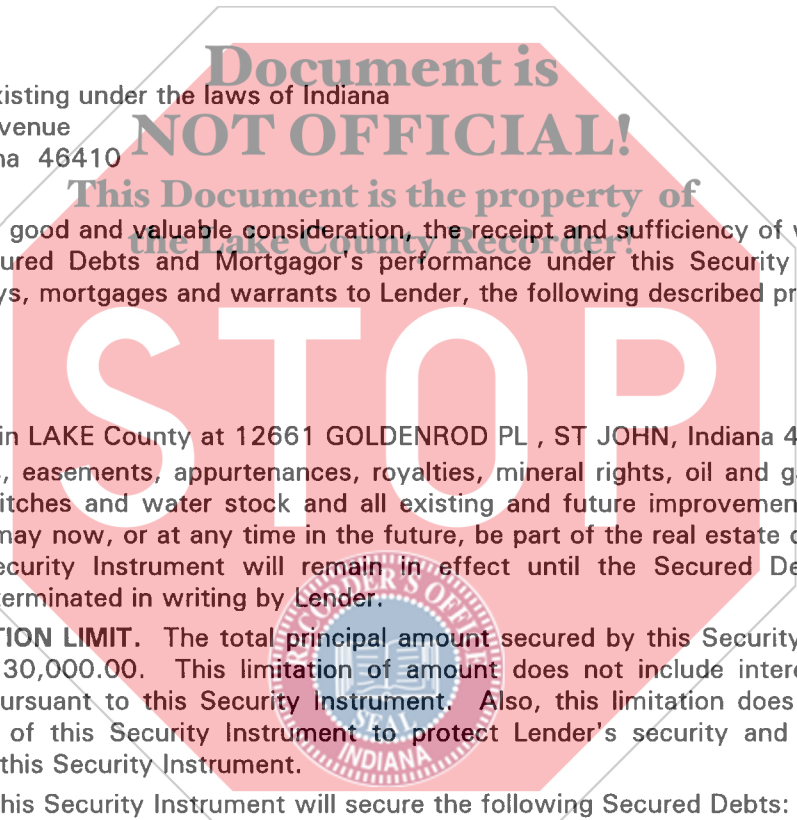 Document is
xisting under the laws of Indiana
venue
NOT OFFICIAL!
na 46410
This Document is the property of
good and valuable consideration, the receipt and sufficiency of
the Lake County Recorder!
ured Debts and Mortgagor's performance under this Security
ys, mortgages and warrants to Lender, the following described pr
STOP
in LAKE County at 12661 GOLDENROD PL , ST JOHN, Indiana 4
, easements, appurtenances, royalties, mineral rights, oil and g
itches and water stock and all existing and future improvemen
may now, or at any time in the future, be part of the real estate
ecurity Instrument will remain in effect until the Secured De
terminated in writing by Lender.
RECORDER'S OFFICE
TION LIMIT. The total principal amount secured by this Security
30,000.00. This limitation of amount does not include intere
ursuant to this Security Instrument. Also, this limitation does
of this Security Instrument to protect Lender's security and
SEAL
INDIANA
this Security Instrument.
his Security Instrument will secure the following Secured Debts: